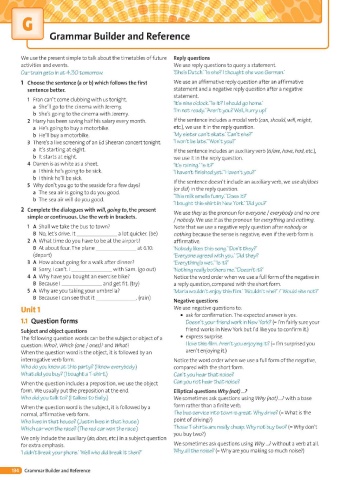 G
Grammar Builder and Reference
We use the present simple to talk about the timetables of future
activities and events.
Our train gets in at 4.30 tomorrow.
1 Choose the sentence (a or b) which follows the first
sentence better.
1 Fran can't come clubbing with us tonight.
a She'll go to the cinema with Jeremy.
b She's going to the cinema with Jeremy.
2 Harry has been saving half his salary every month.
a He's going to buy a motorbike.
b He'll buy a motorbike.
3 There's a live screening of an Ed Sheeran concert tonight.
a It's starting at eight.
b It starts at eight.
4 Darren is as white as a sheet.
a I think he's going to be sick.
b I think he'll be sick.
5 Why don't you go to the seaside for a few days?
a The sea air is going to do you good.
b The sea air will do you good.
2 Complete the dialogues with will, going to, the present
simple or continuous. Use the verb in brackets.
1 A Shall we take the bus to town?
B No, let's drive. It ________ a lot quicker. (be)
2 A What time do you have to be at the airport?
B At about four. The plane ________ at 6.10.
(depart)
3 A How about going for a walk after dinner?
B Sorry, I can't. I ________ with Sam. (go out)
4 A Why have you bought an exercise bike?
B Because I ________ and get fit. (try)
5 A Why are you taking your umbrella?
B Because I can see that it ________. (rain)
Unit 1
1.1 Question forms
Subject and object questions
The following question words can be the subject or object of a
question: Who?, Which (one / ones)? and What?
When the question word is the object, it is followed by an
interrogative verb form.
Who do you know at this party? (I know everybody.)
What did you buy? (I bought a T-shirt.)
When the question includes a preposition, we use the object
form. We usually put the preposition at the end.
Who did you talk to? (I talked to Sally.)
When the question word is the subject, it is followed by a
normal, affirmative verb form.
Who lives in that house? (Justin lives in that house.)
Which car won the race? (The red car won the race.)
We only include the auxiliary (do, does, etc.) in a subject question
for extra emphasis.
'I didn't break your phone.' 'Well who did break it then?'
Reply questions
We use reply questions to query a statement.
'She's Dutch.' 'Is she? I thought she was German.'
We use an affirmative reply question after an affirmative
statement and a negative reply question after a negative
statement.
'It's nine o'clock.' 'Is it? I should go home.'
'I'm not ready.' 'Aren't you? Well, hurry up!'
If the sentence includes a modal verb (can, should, will, might,
etc.), we use it in the reply question.
'My sister can't skate.' 'Can't she?'
'I won't be late.' 'Won't you?'
If the sentence includes an auxiliary verb (is/are, have, had, etc.),
we use it in the reply question.
'It's raining.' 'Is it?'
'I haven't finished yet.' 'Haven't you?'
If the sentence doesn't include an auxiliary verb, we use do/does
(or did) in the reply question.
'This milk smells funny.' 'Does it?'
'I bought this shirt in New York.' 'Did you?'
We use they as the pronoun for everyone / everybody and no one
/ nobody. We use it as the pronoun for everything and nothing.
Note that we use a negative reply question after nobody or
nothing because the sense is negative, even if the verb form is
affirmative.
'Nobody likes this song.' 'Don't they?'
'Everyone agreed with you.' 'Did they?'
'Everything's wet.' 'Is it?'
'Nothing really bothers me.' 'Doesn't it?'
Notice the word order when we use a full form of the negative in
a reply question, compared with the short form.
Negative questions
We use negative questions to:
• ask for confirmation. The expected answer is yes.
Doesn't your friend work in New York? (= I'm fairly sure your
friend works in New York but I'd like you to confirm it.)
• express surprise.
(= I'm surprised you
aren't enjoying it.)
Notice the word order when we use a full form of the negative,
compared with the short form.
Can't you hear that noise?
Can you not hear that noise?
Elliptical questions Why (not) ...?
We sometimes ask questions using Why (not) ...? with a base
form rather than a finite verb.
The bus service into town is great. Why drive? (= What is the
point of driving?)
Those T-shirts are really cheap. Why not buy two? (= Why don't
you buy two?)
We sometimes ask questions using Why ...? without a verb at all.
Why all the noise? (= Why are you making so much noise?)
Grammar Builder and Reference